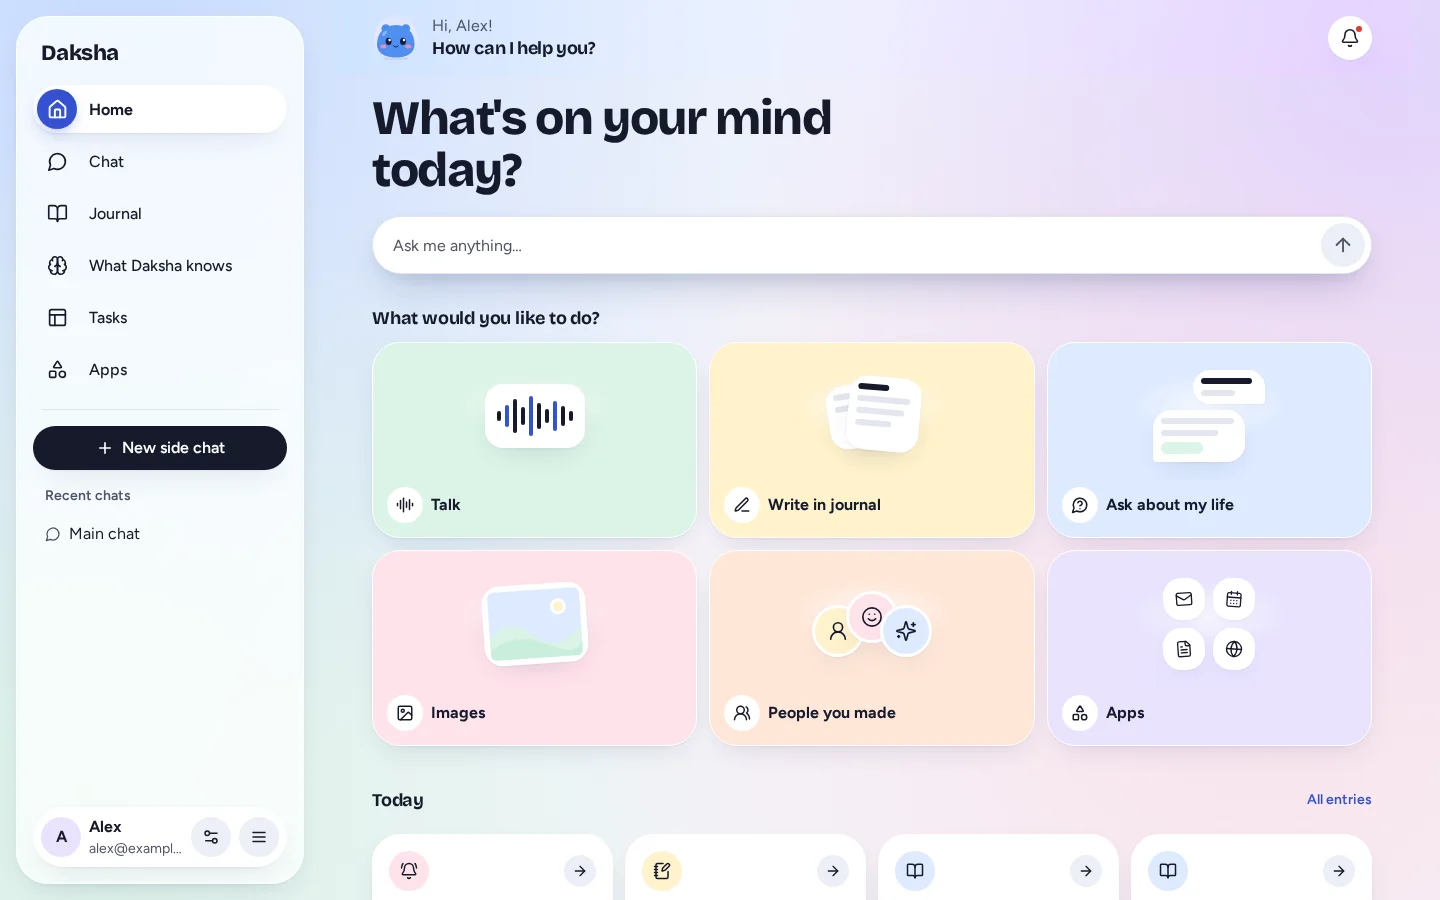 Daksha
Home
Chat
Journal
What Daksha knows
Tasks
Apps
New side chat
Recent chats
Main chat
A
Alex
alex@exampl...
Hi, Alex!
How can I help you?
What's on your mind
today?
Ask me anything...
What would you like to do?
Talk
Write in journal
Ask about my life
Images
People you made
Apps
Today
All entries